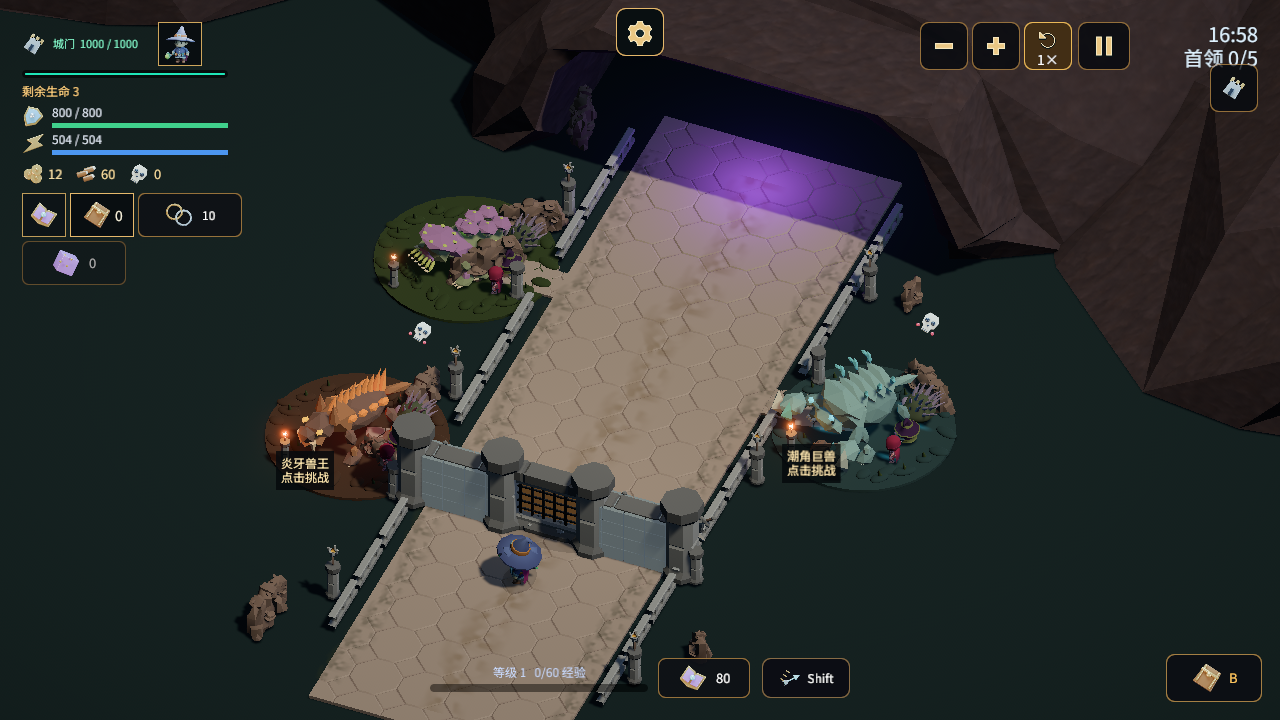 城门 1000 / 1000
剩余生命 3
800 / 800
504 / 504
12
60
0
0
10
0
1×
16:58
首领 0/5
炎牙兽王
点击挑战
潮角巨兽
点击挑战
等级 1 0/60 经验
80
Shift
B